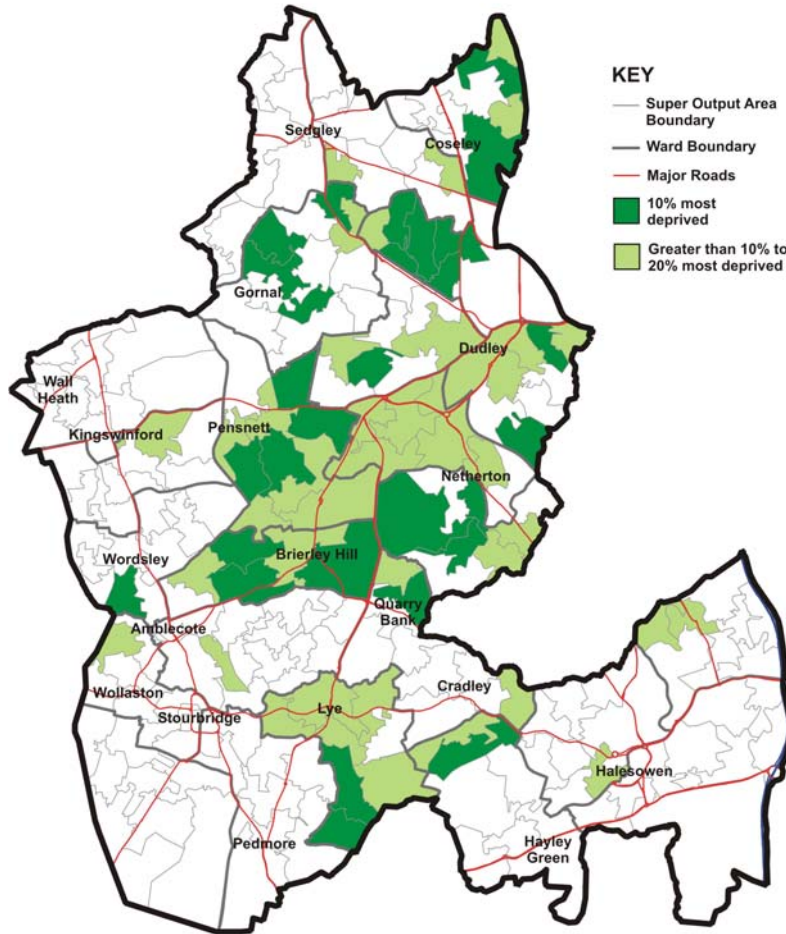 KEY
Super Output Area
Boundary
Ward Boundary
Major Roads
10% most
deprived
Greater than 10% to
20% most deprived
Sedgley
Coseley
Gornal
Dudley
Wall
Heath
Kingswinford
Pensnett
Netherton
Brierley Hill
Wordsley
Quarry
Bank
Amblecote
Cradley
Wollaston
Stourbridge
Lye
Halesowen
Pedmore
Hayley
Green